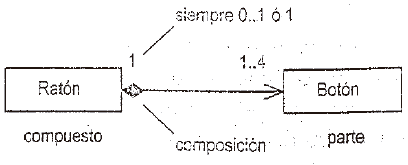 siempre 0..1 ó 1
1
1..4
Ratón
Botón
compuesto
composición
parte